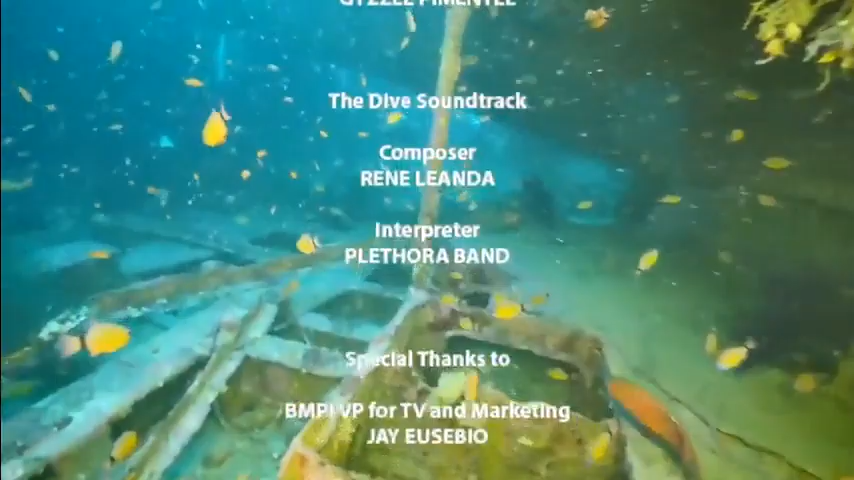 The Dive Soundtrack
Composer
RENE LEANDA
Interpreter
PLETHORA BAND
Special Thanks to
BMPI VP for TV and Marketing
JAY EUSEBIO